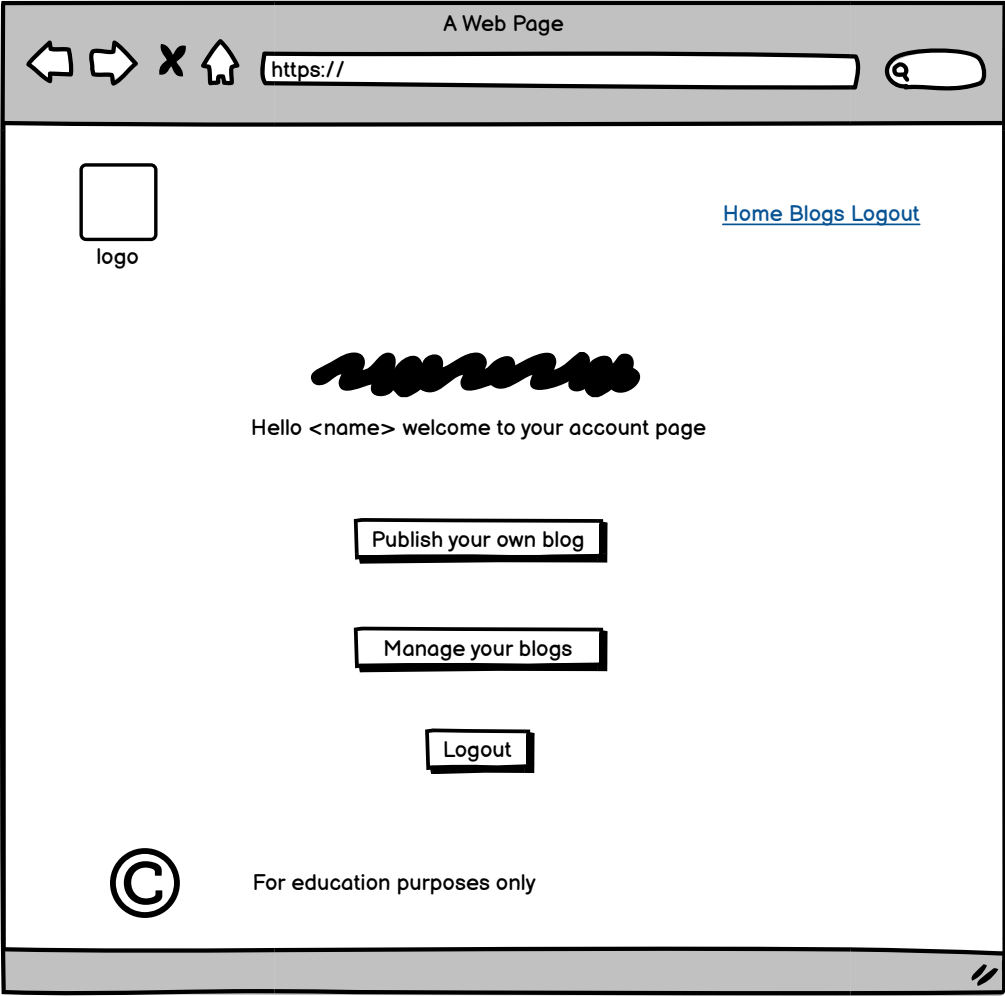 A Web Page
https://
Home Blogs Logout
logo
Hello <name> welcome to your account page
Publish your own blog
Manage your blogs
Logout
© For education purposes only